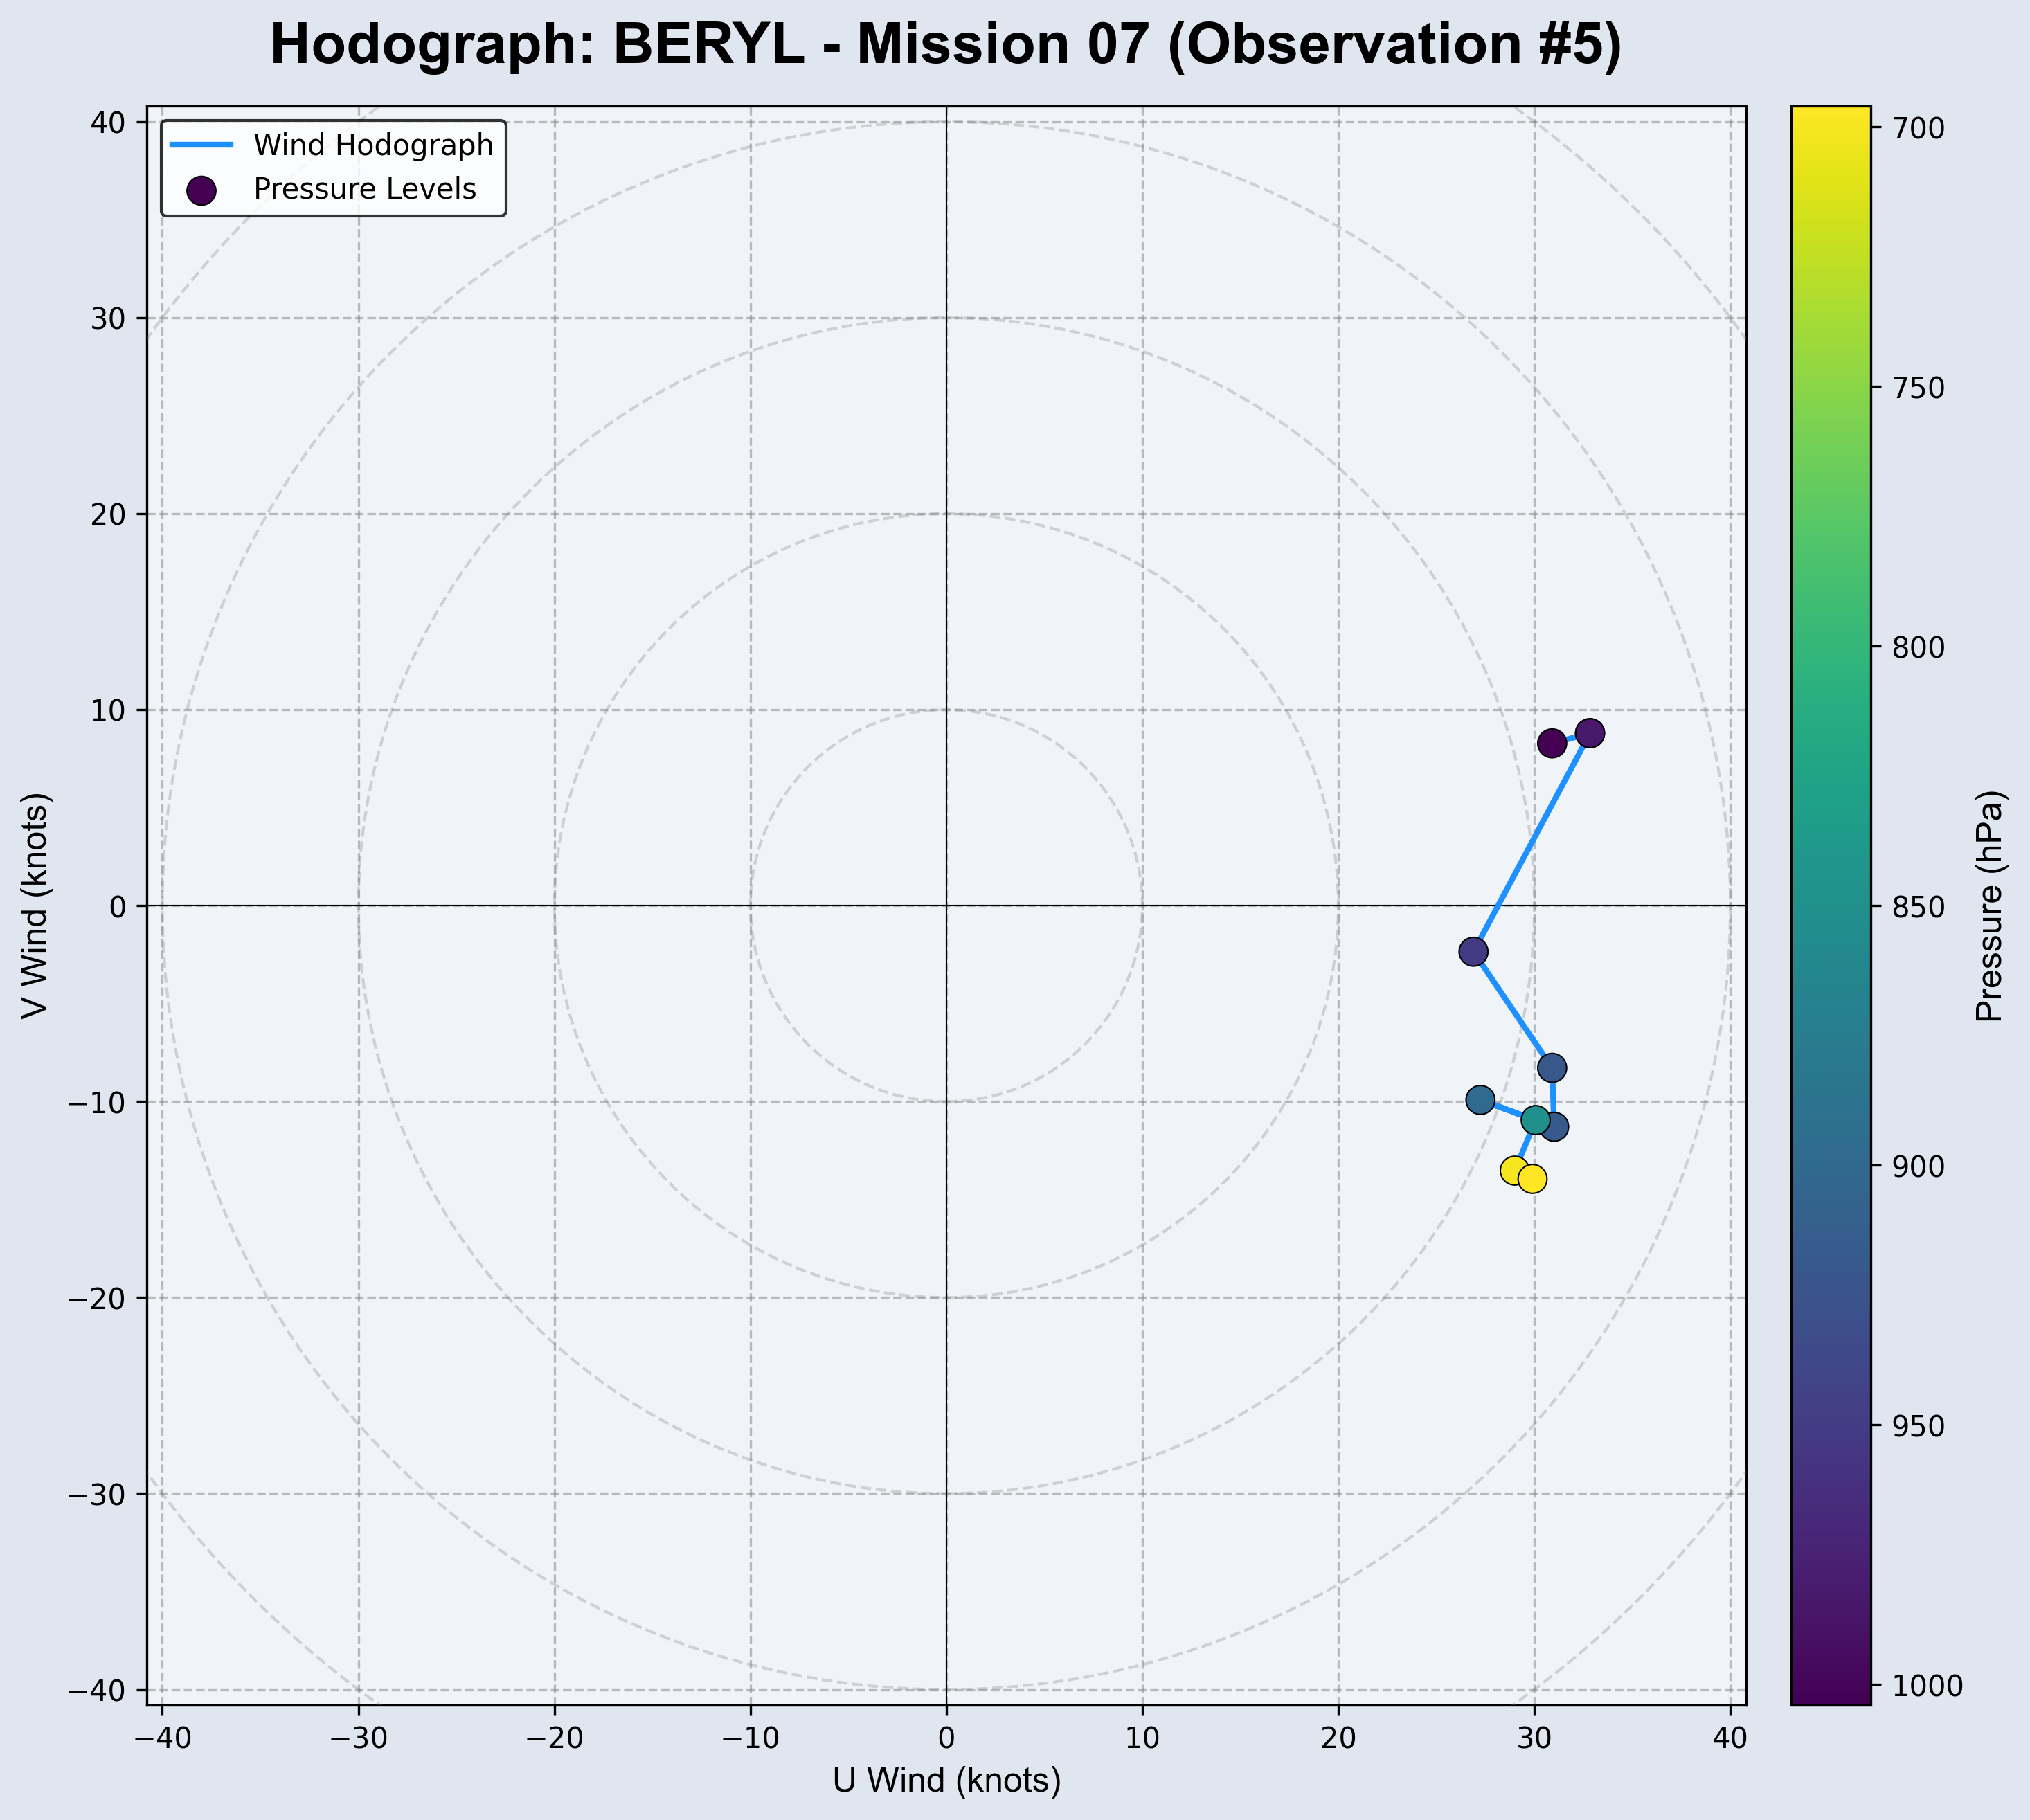 Hodograph: BERYL - Mission 07 (Observation #5)
Wind Hodograph
Pressure Levels
40
30
20
10
0
−10
−20
−30
−40
V Wind (knots)
−40 −30 −20 −10 0 10 20 30 40
U Wind (knots)
700
750
800
850
900
950
1000
Pressure (hPa)